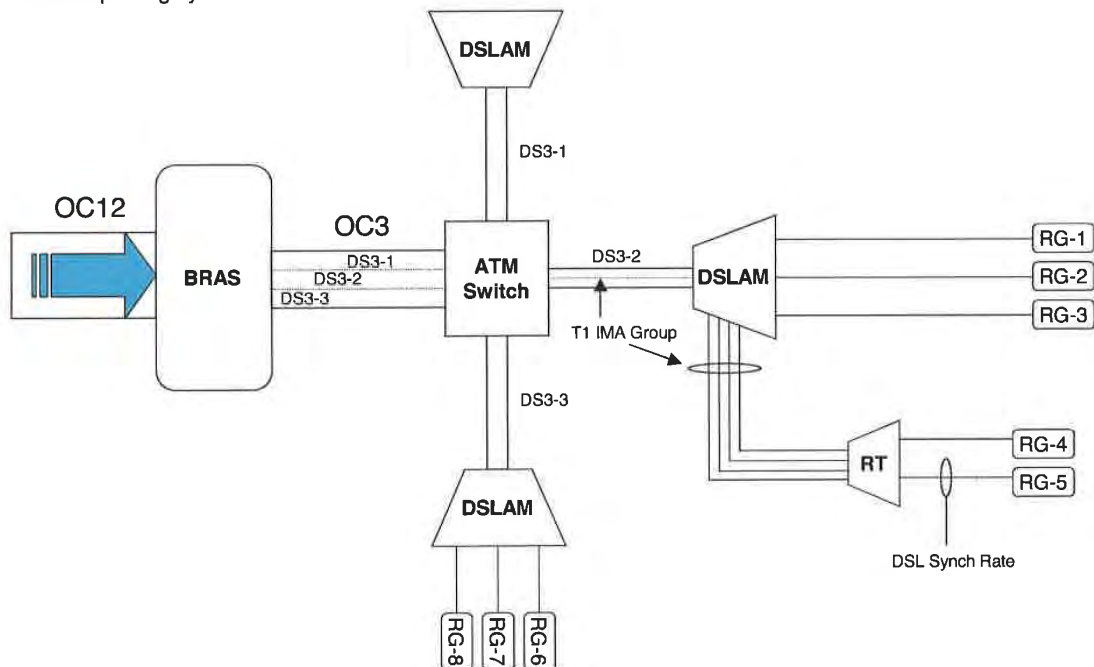 DSLAM
DS3-1
OC12
OC3
BRAS
DS3-1
DS3-2
DS3-3
ATM
Switch
DS3-2
DSLAM
RG-1
RG-2
RG-3
T1 IMA Group
DS3-3
RT
RG-4
RG-5
DSLAM
DSL Synch Rate
RG-8
RG-7
RG-6